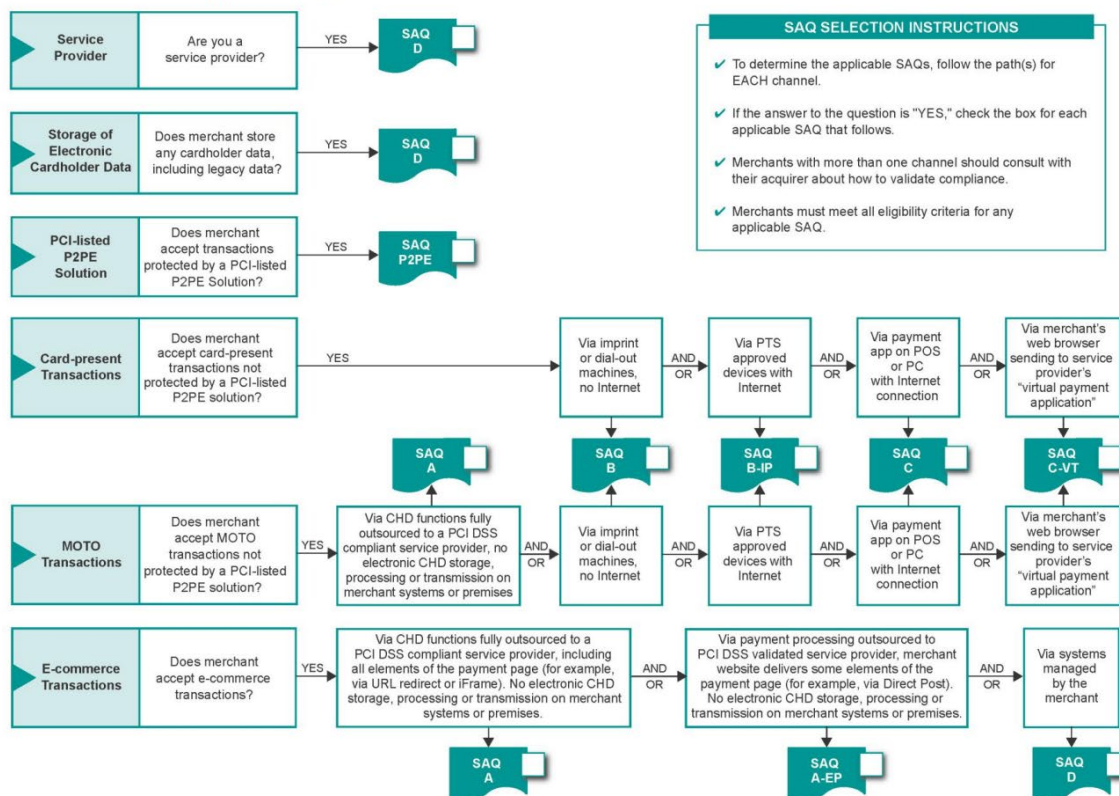 Service
Provider
Are you a
service provider?
YES
SAQ
D
SAQ SELECTION INSTRUCTIONS
✔ To determine the applicable SAQs, follow the path(s) for
EACH channel.
✔ If the answer to the question is "YES," check the box for each
applicable SAQ that follows.
✔ Merchants with more than one channel should consult with
their acquirer about how to validate compliance.
✔ Merchants must meet all eligibility criteria for any
applicable SAQ.
Storage of
Electronic
Cardholder Data
Does merchant store
any cardholder data,
including legacy data?
YES
SAQ
D
PCI-listed
P2PE
Solution
Does merchant
accept transactions
protected by a PCI-listed
P2PE Solution?
YES
SAQ
P2PE
Card-present
Transactions
Does merchant
accept card-present
transactions not
protected by a PCI-listed
P2PE solution?
YES
Via imprint
or dial-out
machines,
no Internet
AND
OR
Via PTS
approved
devices with
Internet
AND
OR
Via payment
app on POS
or PC
with Internet
connection
AND
OR
Via merchant's
web browser
sending to service
provider's
"virtual payment
application"
SAQ
A
SAQ
B
SAQ
B-IP
SAQ
C
SAQ
C-VT
MOTO
Transactions
Does merchant
accept MOTO
transactions not
protected by a PCI-listed
P2PE solution?
YES
Via CHD functions fully
outsourced to a PCI DSS
compliant service provider, no
electronic CHD storage,
processing or transmission on
merchant systems or premises
AND
OR
Via imprint
or dial-out
machines,
no Internet
AND
OR
Via PTS
approved
devices with
Internet
AND
OR
Via payment
app on POS
or PC
with Internet
connection
AND
OR
Via merchant's
web browser
sending to service
provider's
"virtual payment
application"
E-commerce
Transactions
Does merchant
accept e-commerce
transactions?
YES
Via CHD functions fully outsourced to a
PCI DSS compliant service provider, including
all elements of the payment page (for example,
via URL redirect or iFrame). No electronic CHD
storage, processing or transmission on merchant
systems or premises.
AND
OR
Via payment processing outsourced to
PCI DSS validated service provider, merchant
website delivers some elements of the
payment page (for example, via Direct Post).
No electronic CHD storage, processing or
transmission on merchant systems or premises.
AND
OR
Via systems
managed
by the
merchant
SAQ
A
SAQ
A-EP
SAQ
D